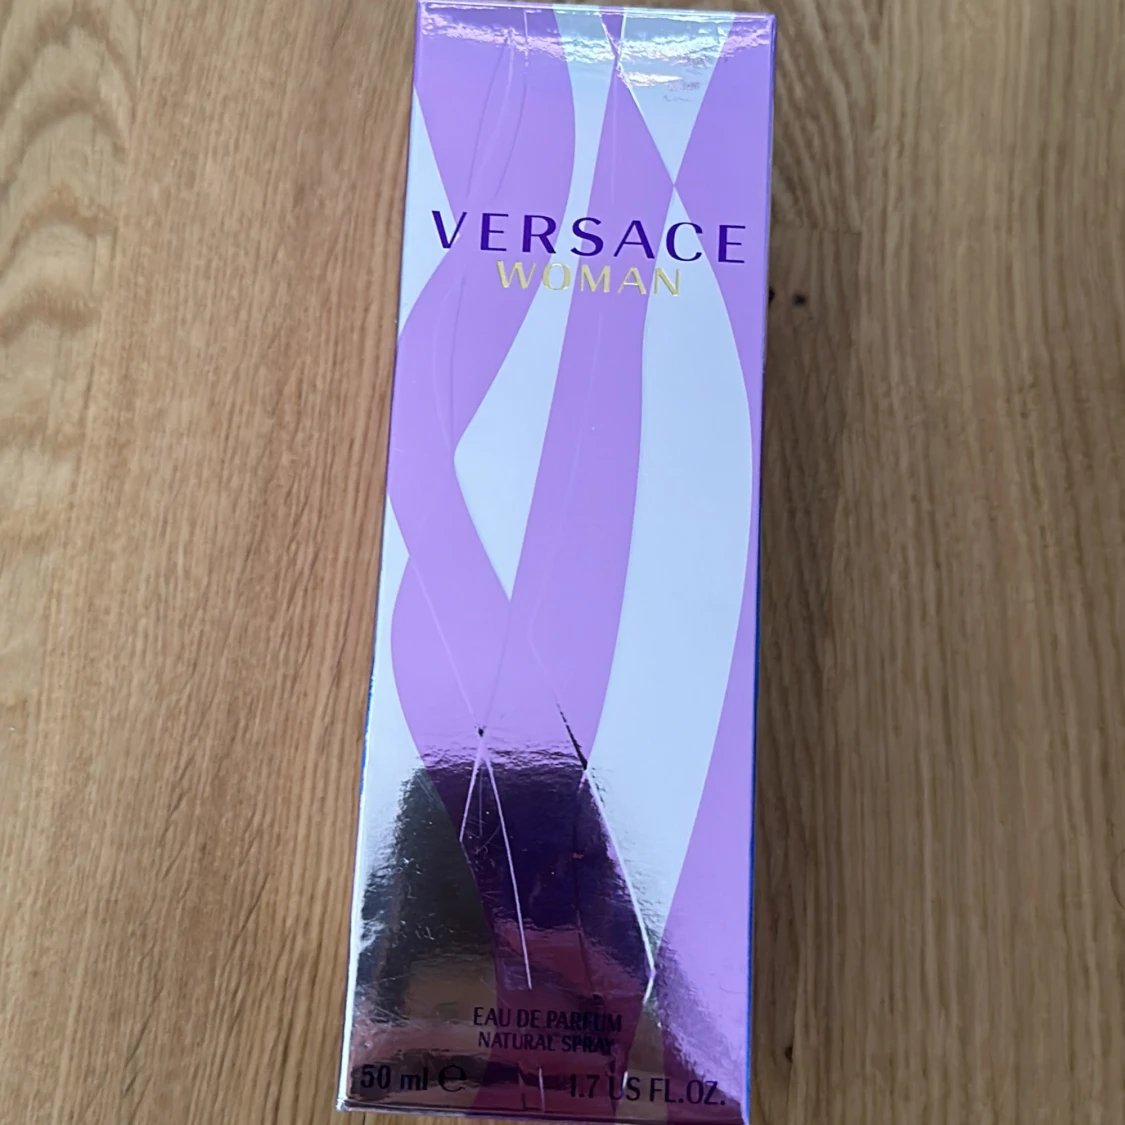 VERSACE
WOMAN
EAU DE PARFUM
NATURAL SPRAY
50 ml ℮ 1.7 US FL.OZ.